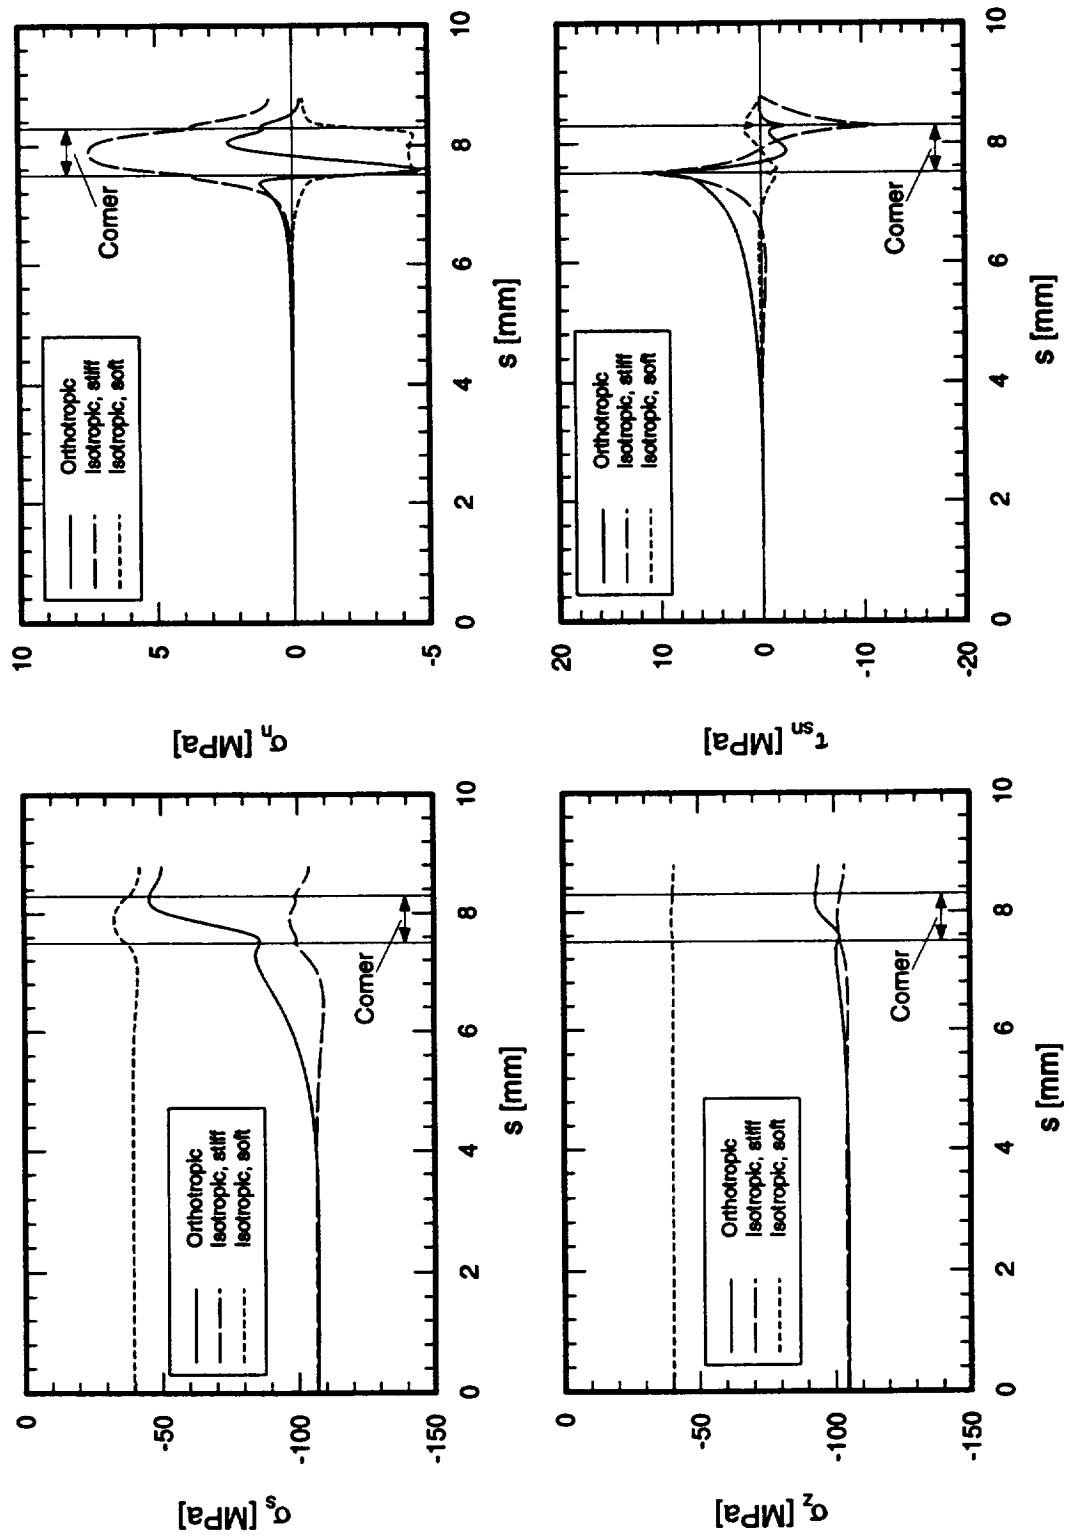 σs [MPa]
0
-50
-100
-150
Orthotropic
Isotropic, stiff
Isotropic, soft
Corner
0 2 4 6 8 10
s [mm]
σn [MPa]
10
5
0
-5
Orthotropic
Isotropic, stiff
Isotropic, soft
Corner
0 2 4 6 8 10
s [mm]
σz [MPa]
0
-50
-100
-150
Orthotropic
Isotropic, stiff
Isotropic, soft
Corner
0 2 4 6 8 10
s [mm]
τsn [MPa]
20
10
0
-10
-20
Orthotropic
Isotropic, stiff
Isotropic, soft
Corner
0 2 4 6 8 10
s [mm]